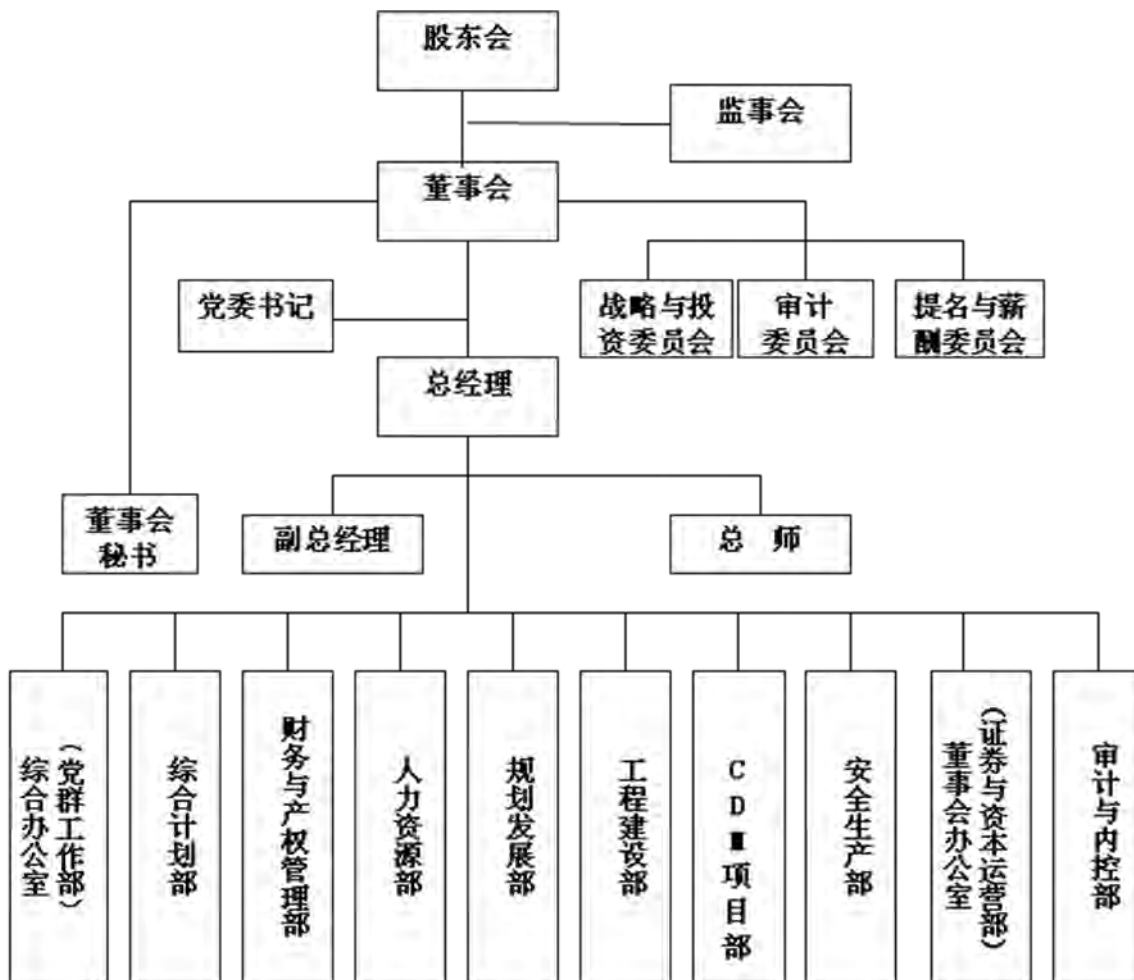 股东会
监事会
董事会
党委书记
战略与投
资委员会
审计
委员会
提名与薪
酬委员会
总经理
董事会
秘书
副总经理
总 师
综合办公室
（党群工作部）
综合计划部
财务与产权管理部
人力资源部
规划发展部
工程建设部
CDM项目部
安全生产部
董事会办公室
（证券与资本运营部）
审计与内控部